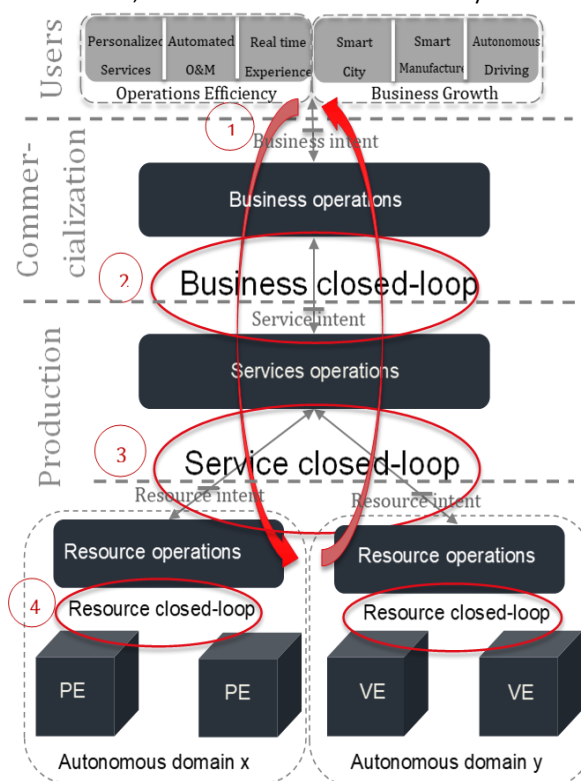 Users
Personalized Automated Real time Smart Smart Autonomous
Services O&M Experience City Manufacture Driving
Operations Efficiency Business Growth
1
Business intent
Commer-
cialization
Business operations
2
Business closed-loop
Service intent
Production
Services operations
3
Service closed-loop
Resource intent Resource intent
Resource operations Resource operations
4
Resource closed-loop Resource closed-loop
PE PE VE VE
Autonomous domain x Autonomous domain y